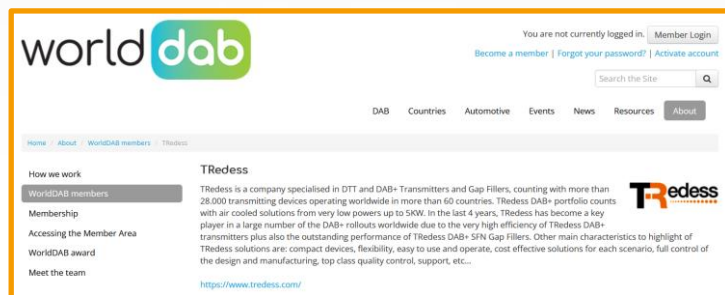 world dab
You are not currently logged in. Member Login
Become a member | Forgot your password? | Activate account
Search the Site
DAB Countries Automotive Events News Resources About
Home / About / WorldDAB members / TRedess
How we work
WorldDAB members
Membership
Accessing the Member Area
WorldDAB award
Meet the team
TRedess
TRedess is a company specialised in DTT and DAB+ Transmitters and Gap Fillers, counting with more than
28.000 transmitting devices operating worldwide in more than 60 countries. TRedess DAB+ portfolio counts
with air cooled solutions from very low powers up to 5KW. In the last 4 years, TRedess has become a key
player in a large number of the DAB+ rollouts worldwide due to the very high efficiency of TRedess DAB+
transmitters plus also the outstanding performance of TRedess DAB+ SFN Gap Fillers. Other main characteristics to highlight of
TRedess solutions are: compact devices, flexibility, easy to use and operate, cost effective solutions for each scenario, full control of
the design and manufacturing, top class quality control, support, etc...
https://www.tredess.com/
TRedess